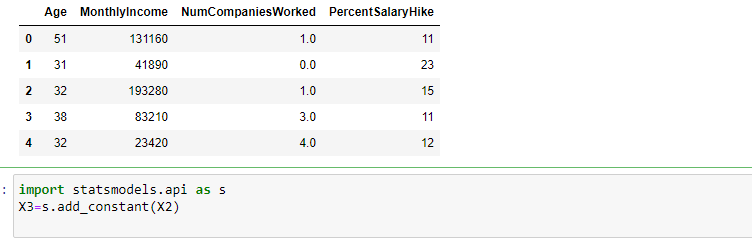 Age MonthlyIncome NumCompaniesWorked PercentSalaryHike
0 51 131160 1.0 11
1 31 41890 0.0 23
2 32 193280 1.0 15
3 38 83210 3.0 11
4 32 23420 4.0 12
: import statsmodels.api as s
X3=s.add_constant(X2)